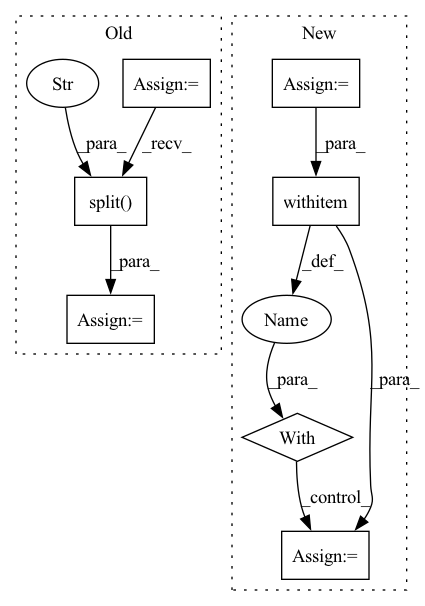 Old
New
Str
Assign:=
Assign:=
_para_
_recv_
_para_
split()
withitem
_para_
_def_
Assign:=
Name
_para_
_para_
With
_control_
Assign:=